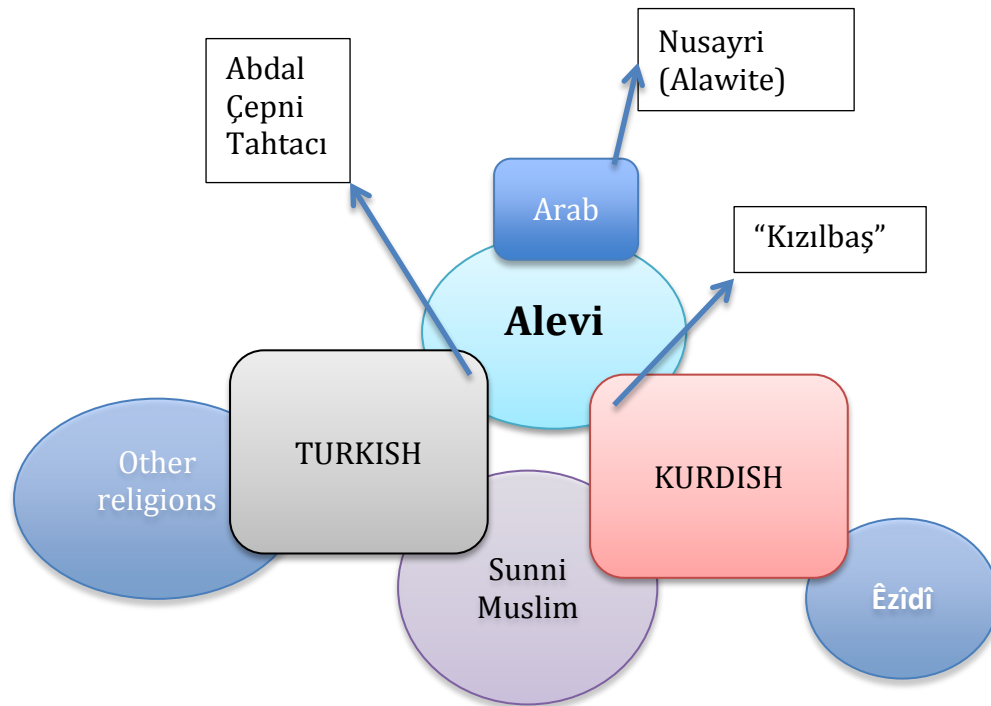 Abdal
Çepni
Tahtacı
Nusayri
(Alawite)
Arab
“Kızılbaş”
Alevi
TURKISH
KURDISH
Other
religions
Sunni
Muslim
Êzîdî